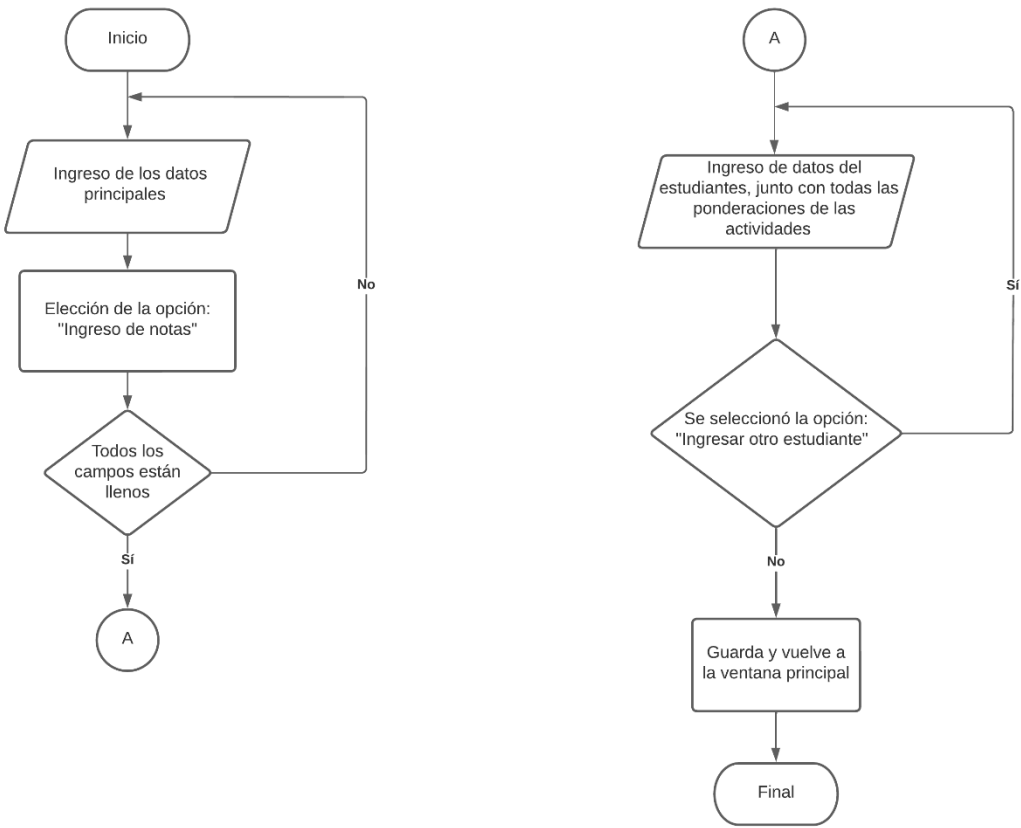 Inicio
Ingreso de los datos
principales
Elección de la opción:
"Ingreso de notas"
No
Todos los
campos están
llenos
Sí
A
A
Ingreso de datos del
estudiantes, junto con todas las
ponderaciones de las
actividades
Sí
Se seleccionó la opción:
"Ingresar otro estudiante"
No
Guarda y vuelve a
la ventana principal
Final